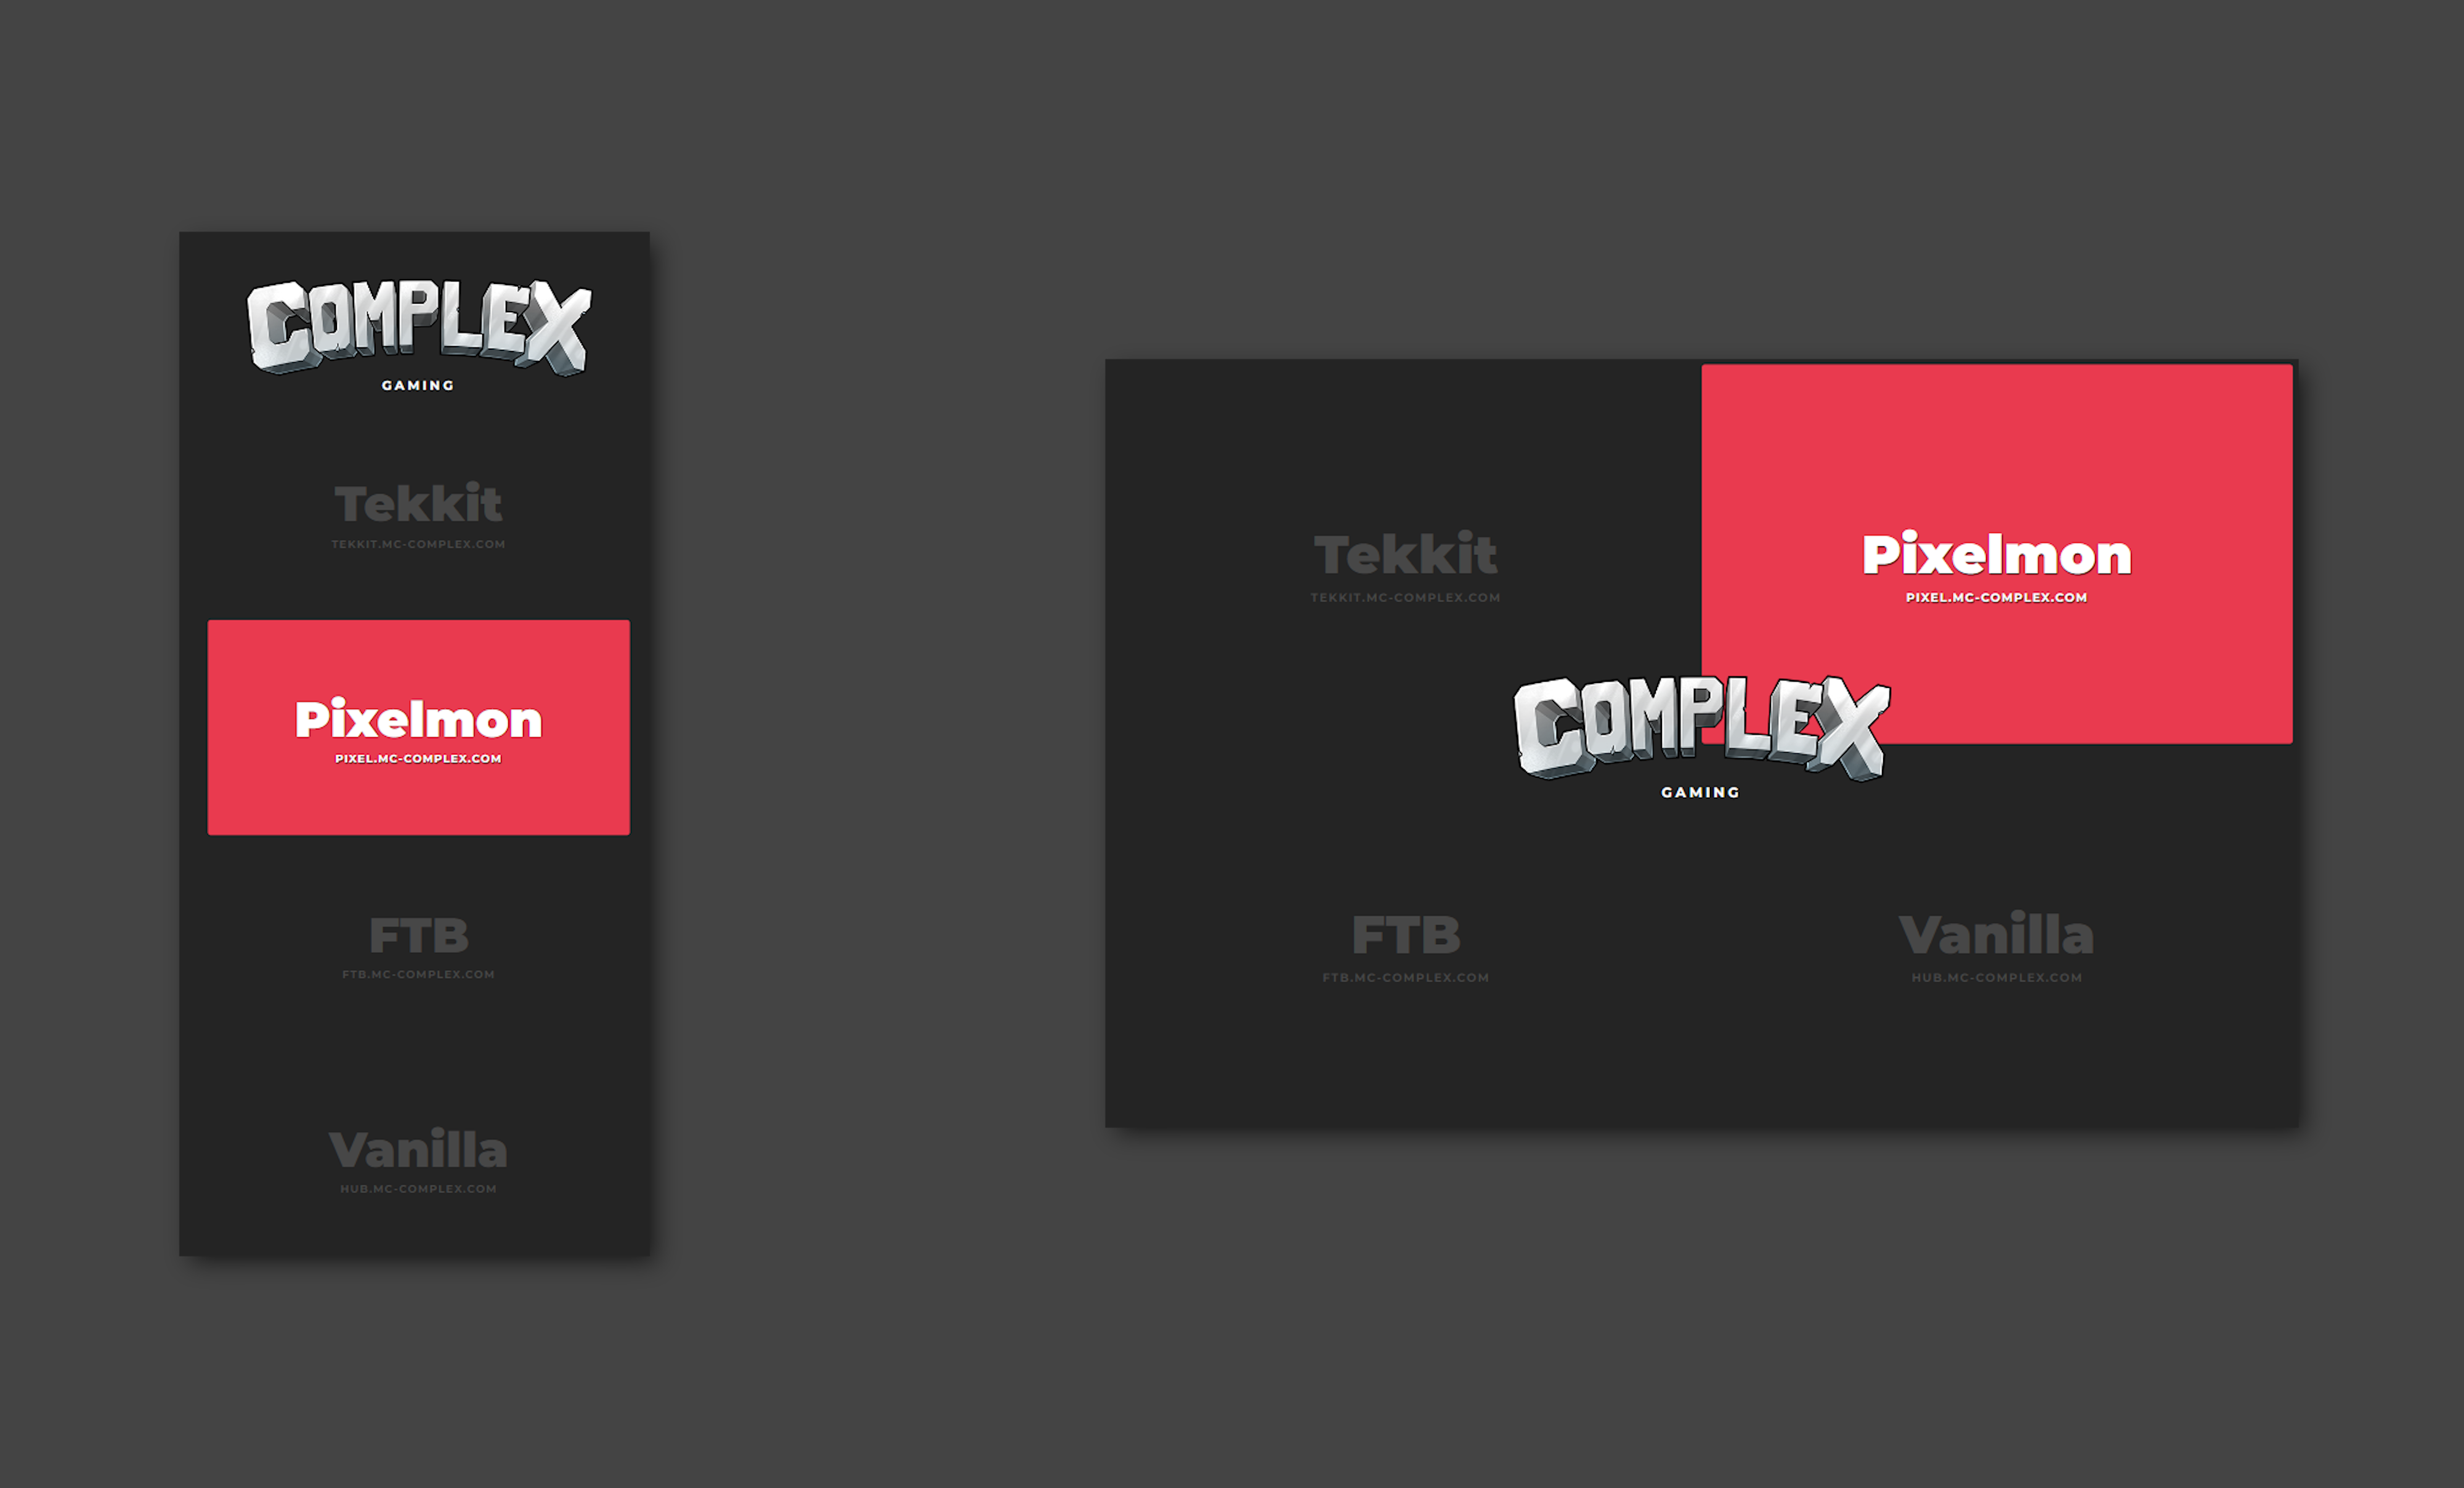 COMPLEX
GAMING
Tekkit
TEKKIT.MC-COMPLEX.COM
Pixelmon
PIXEL.MC-COMPLEX.COM
FTB
FTB.MC-COMPLEX.COM
Vanilla
HUB.MC-COMPLEX.COM
Tekkit
TEKKIT.MC-COMPLEX.COM
Pixelmon
PIXEL.MC-COMPLEX.COM
COMPLEX
GAMING
FTB
FTB.MC-COMPLEX.COM
Vanilla
HUB.MC-COMPLEX.COM